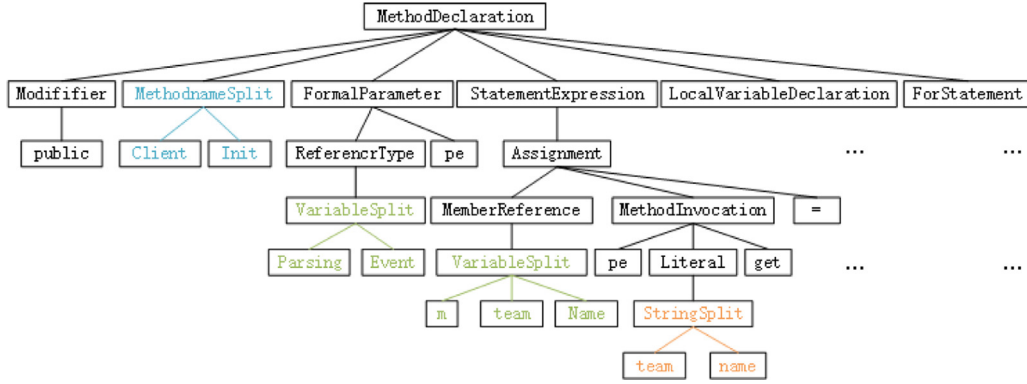 MethodDeclaration
Modififier MethodnameSplit FormalParameter StatementExpression LocalVariableDeclaration ForStatement
public Client Init ReferencrType pe Assignment ... ...
VariableSplit MemberReference MethodInvocation =
Parsing Event VariableSplit pe Literal get ... ...
m team Name StringSplit
team name